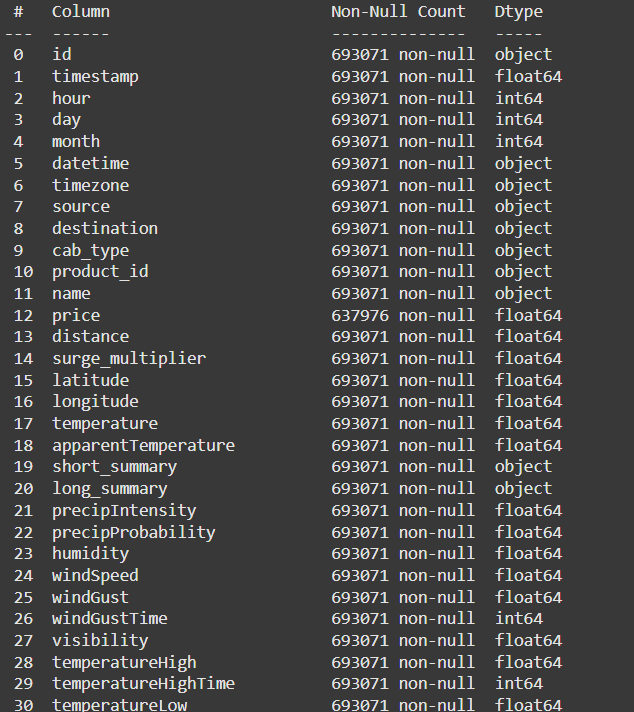 #   Column               Non-Null Count   Dtype
---  ------               --------------   -----
 0   id                   693071 non-null  object
 1   timestamp            693071 non-null  float64
 2   hour                 693071 non-null  int64
 3   day                  693071 non-null  int64
 4   month                693071 non-null  int64
 5   datetime             693071 non-null  object
 6   timezone             693071 non-null  object
 7   source               693071 non-null  object
 8   destination          693071 non-null  object
 9   cab_type             693071 non-null  object
 10  product_id           693071 non-null  object
 11  name                 693071 non-null  object
 12  price                637976 non-null  float64
 13  distance             693071 non-null  float64
 14  surge_multiplier     693071 non-null  float64
 15  latitude             693071 non-null  float64
 16  longitude            693071 non-null  float64
 17  temperature          693071 non-null  float64
 18  apparentTemperature  693071 non-null  float64
 19  short_summary        693071 non-null  object
 20  long_summary         693071 non-null  object
 21  precipIntensity      693071 non-null  float64
 22  precipProbability    693071 non-null  float64
 23  humidity             693071 non-null  float64
 24  windSpeed            693071 non-null  float64
 25  windGust             693071 non-null  float64
 26  windGustTime         693071 non-null  int64
 27  visibility           693071 non-null  float64
 28  temperatureHigh      693071 non-null  float64
 29  temperatureHighTime  693071 non-null  int64
 30  temperatureLow       693071 non-null  float64